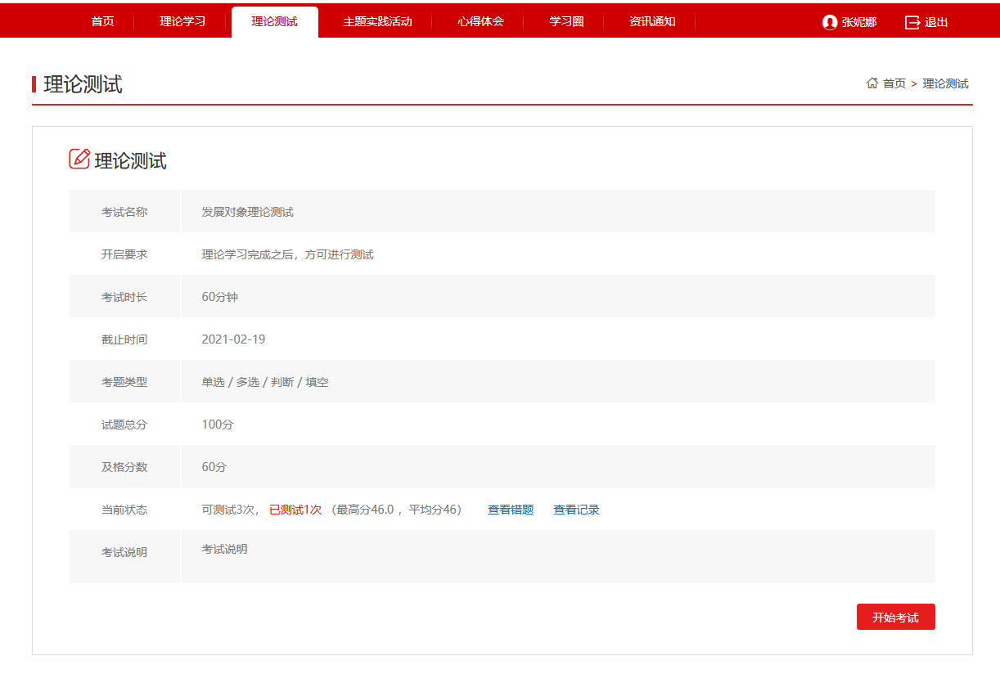 首页 理论学习 理论测试 主题实践活动 心得体会 学习圈 资讯通知 张妮娜 退出
理论测试 首页 > 理论测试
理论测试
考试名称 发展对象理论测试
开启要求 理论学习完成之后，方可进行测试
考试时长 60分钟
截止时间 2021-02-19
考题类型 单选 / 多选 / 判断 / 填空
试题总分 100分
及格分数 60分
当前状态 可测试3次， 已测试1次 （最高分46.0 ，平均分46） 查看错题 查看记录
考试说明 考试说明
开始考试